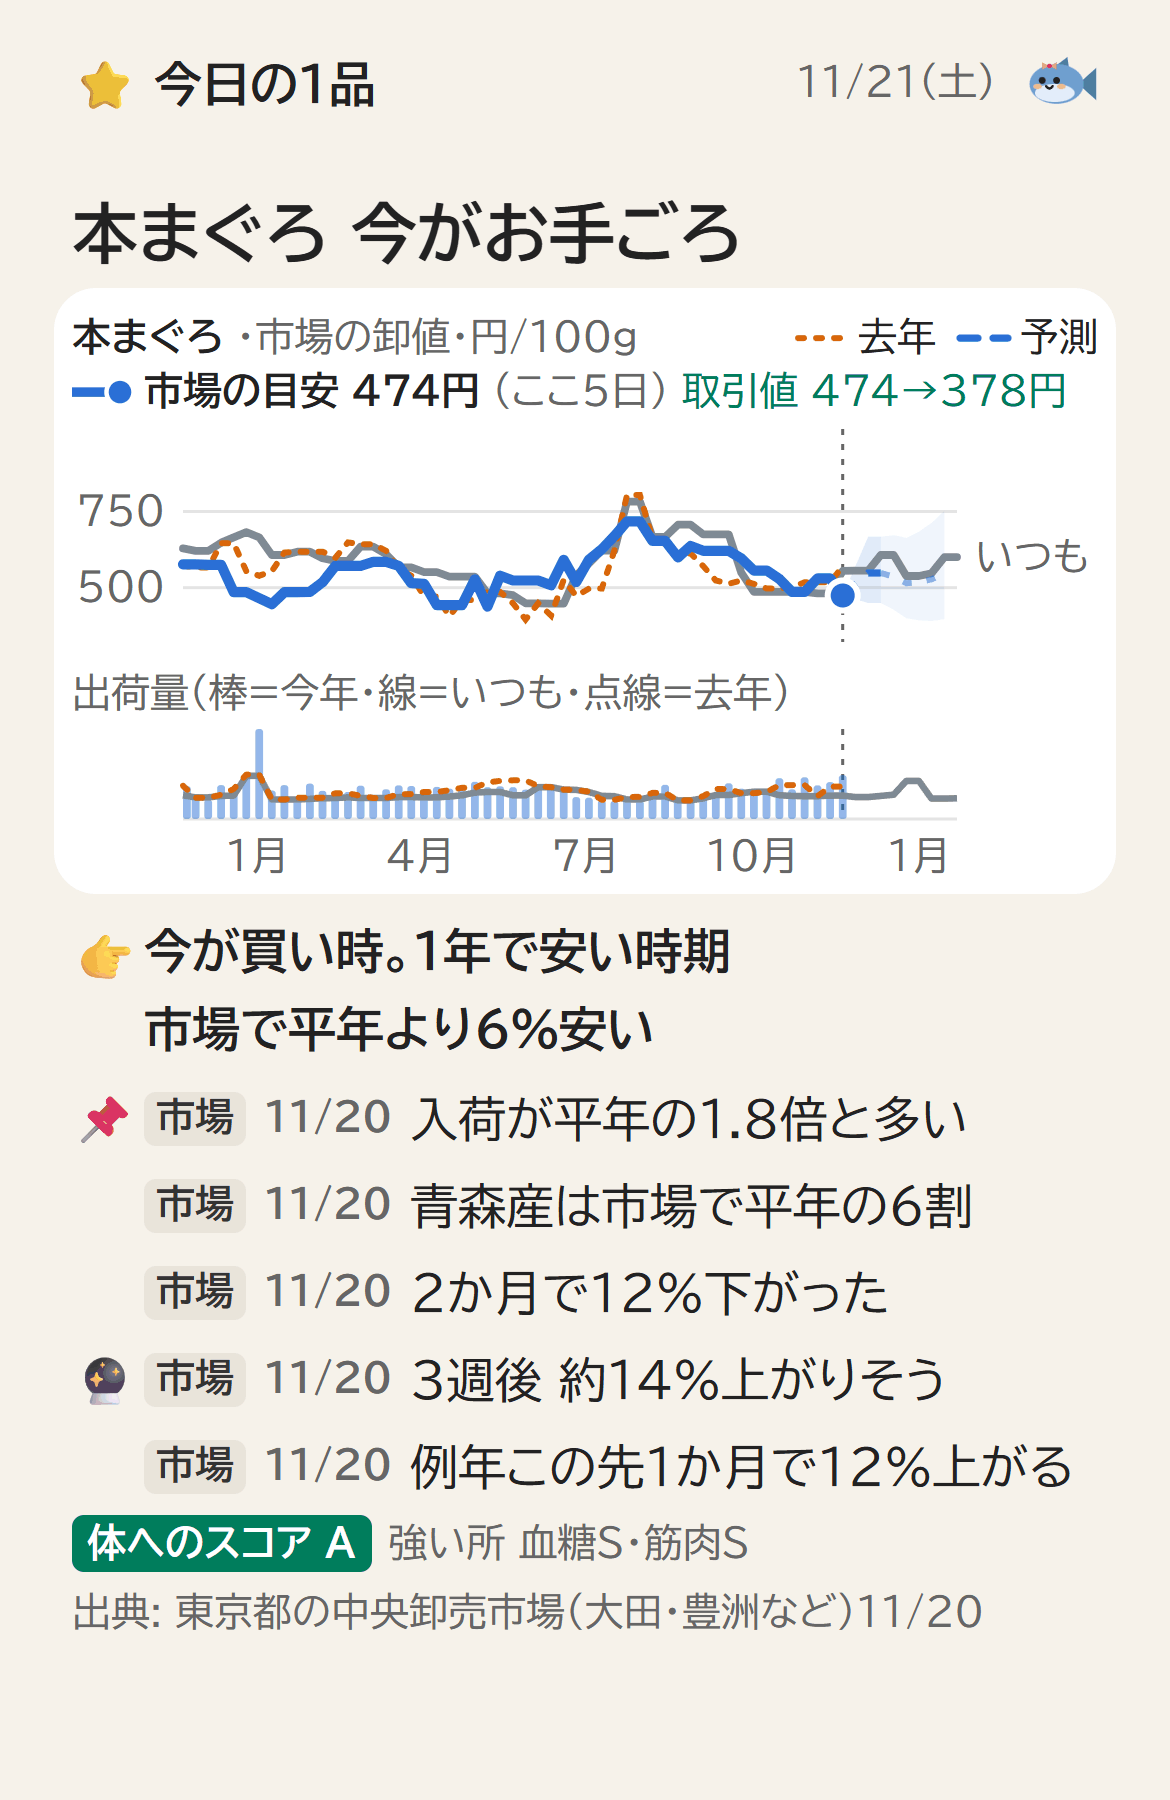 今日の1品
11/21(土)
本まぐろ 今がお手ごろ
本まぐろ ・市場の卸値・円/100g
去年 予測
市場の目安 474円 (ここ5日) 取引値 474→378円
750
500
いつも
出荷量(棒=今年・線=いつも・点線=去年)
1月 4月 7月 10月 1月
今が買い時。1年で安い時期
市場で平年より6%安い
市場 11/20 入荷が平年の1.8倍と多い
市場 11/20 青森産は市場で平年の6割
市場 11/20 2か月で12%下がった
市場 11/20 3週後 約14%上がりそう
市場 11/20 例年この先1か月で12%上がる
体へのスコア A 強い所 血糖S・筋肉S
出典: 東京都の中央卸売市場(大田・豊洲など)11/20